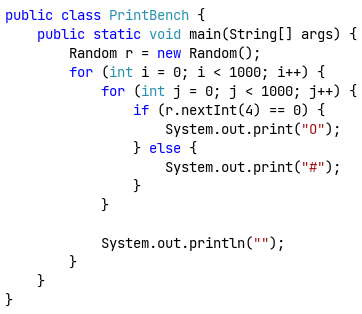 public class PrintBench {
    public static void main(String[] args) {
        Random r = new Random();
        for (int i = 0; i < 1000; i++) {
            for (int j = 0; j < 1000; j++) {
                if (r.nextInt(4) == 0) {
                    System.out.print("O");
                } else {
                    System.out.print("#");
                }
            }

            System.out.println("");
        }
    }
}